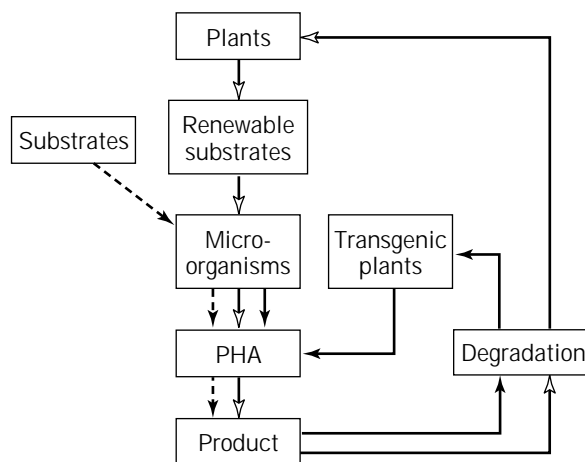 Plants
Substrates
Renewable
substrates
Micro-
organisms
Transgenic
plants
PHA
Degradation
Product